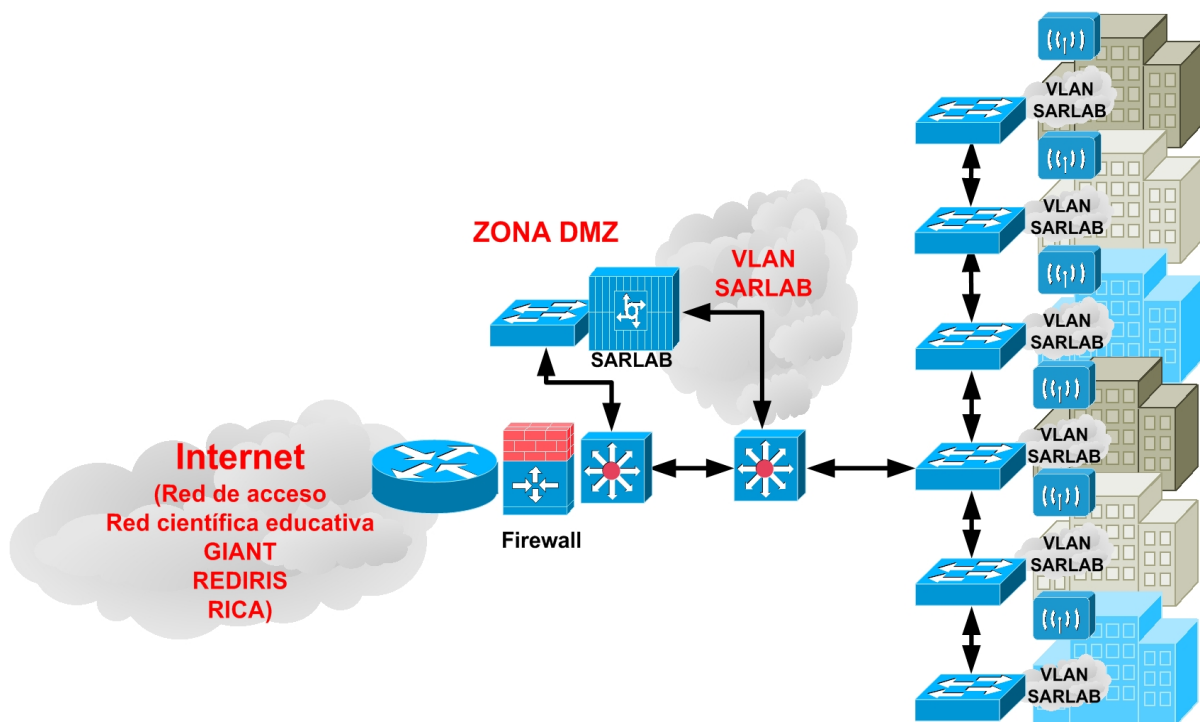 VLAN
SARLAB
VLAN
SARLAB
ZONA DMZ
VLAN
SARLAB
VLAN
SARLAB
SARLAB
VLAN
SARLAB
Internet
(Red de acceso
Red científica educativa
GIANT
REDIRIS
RICA)
Firewall
VLAN
SARLAB
VLAN
SARLAB